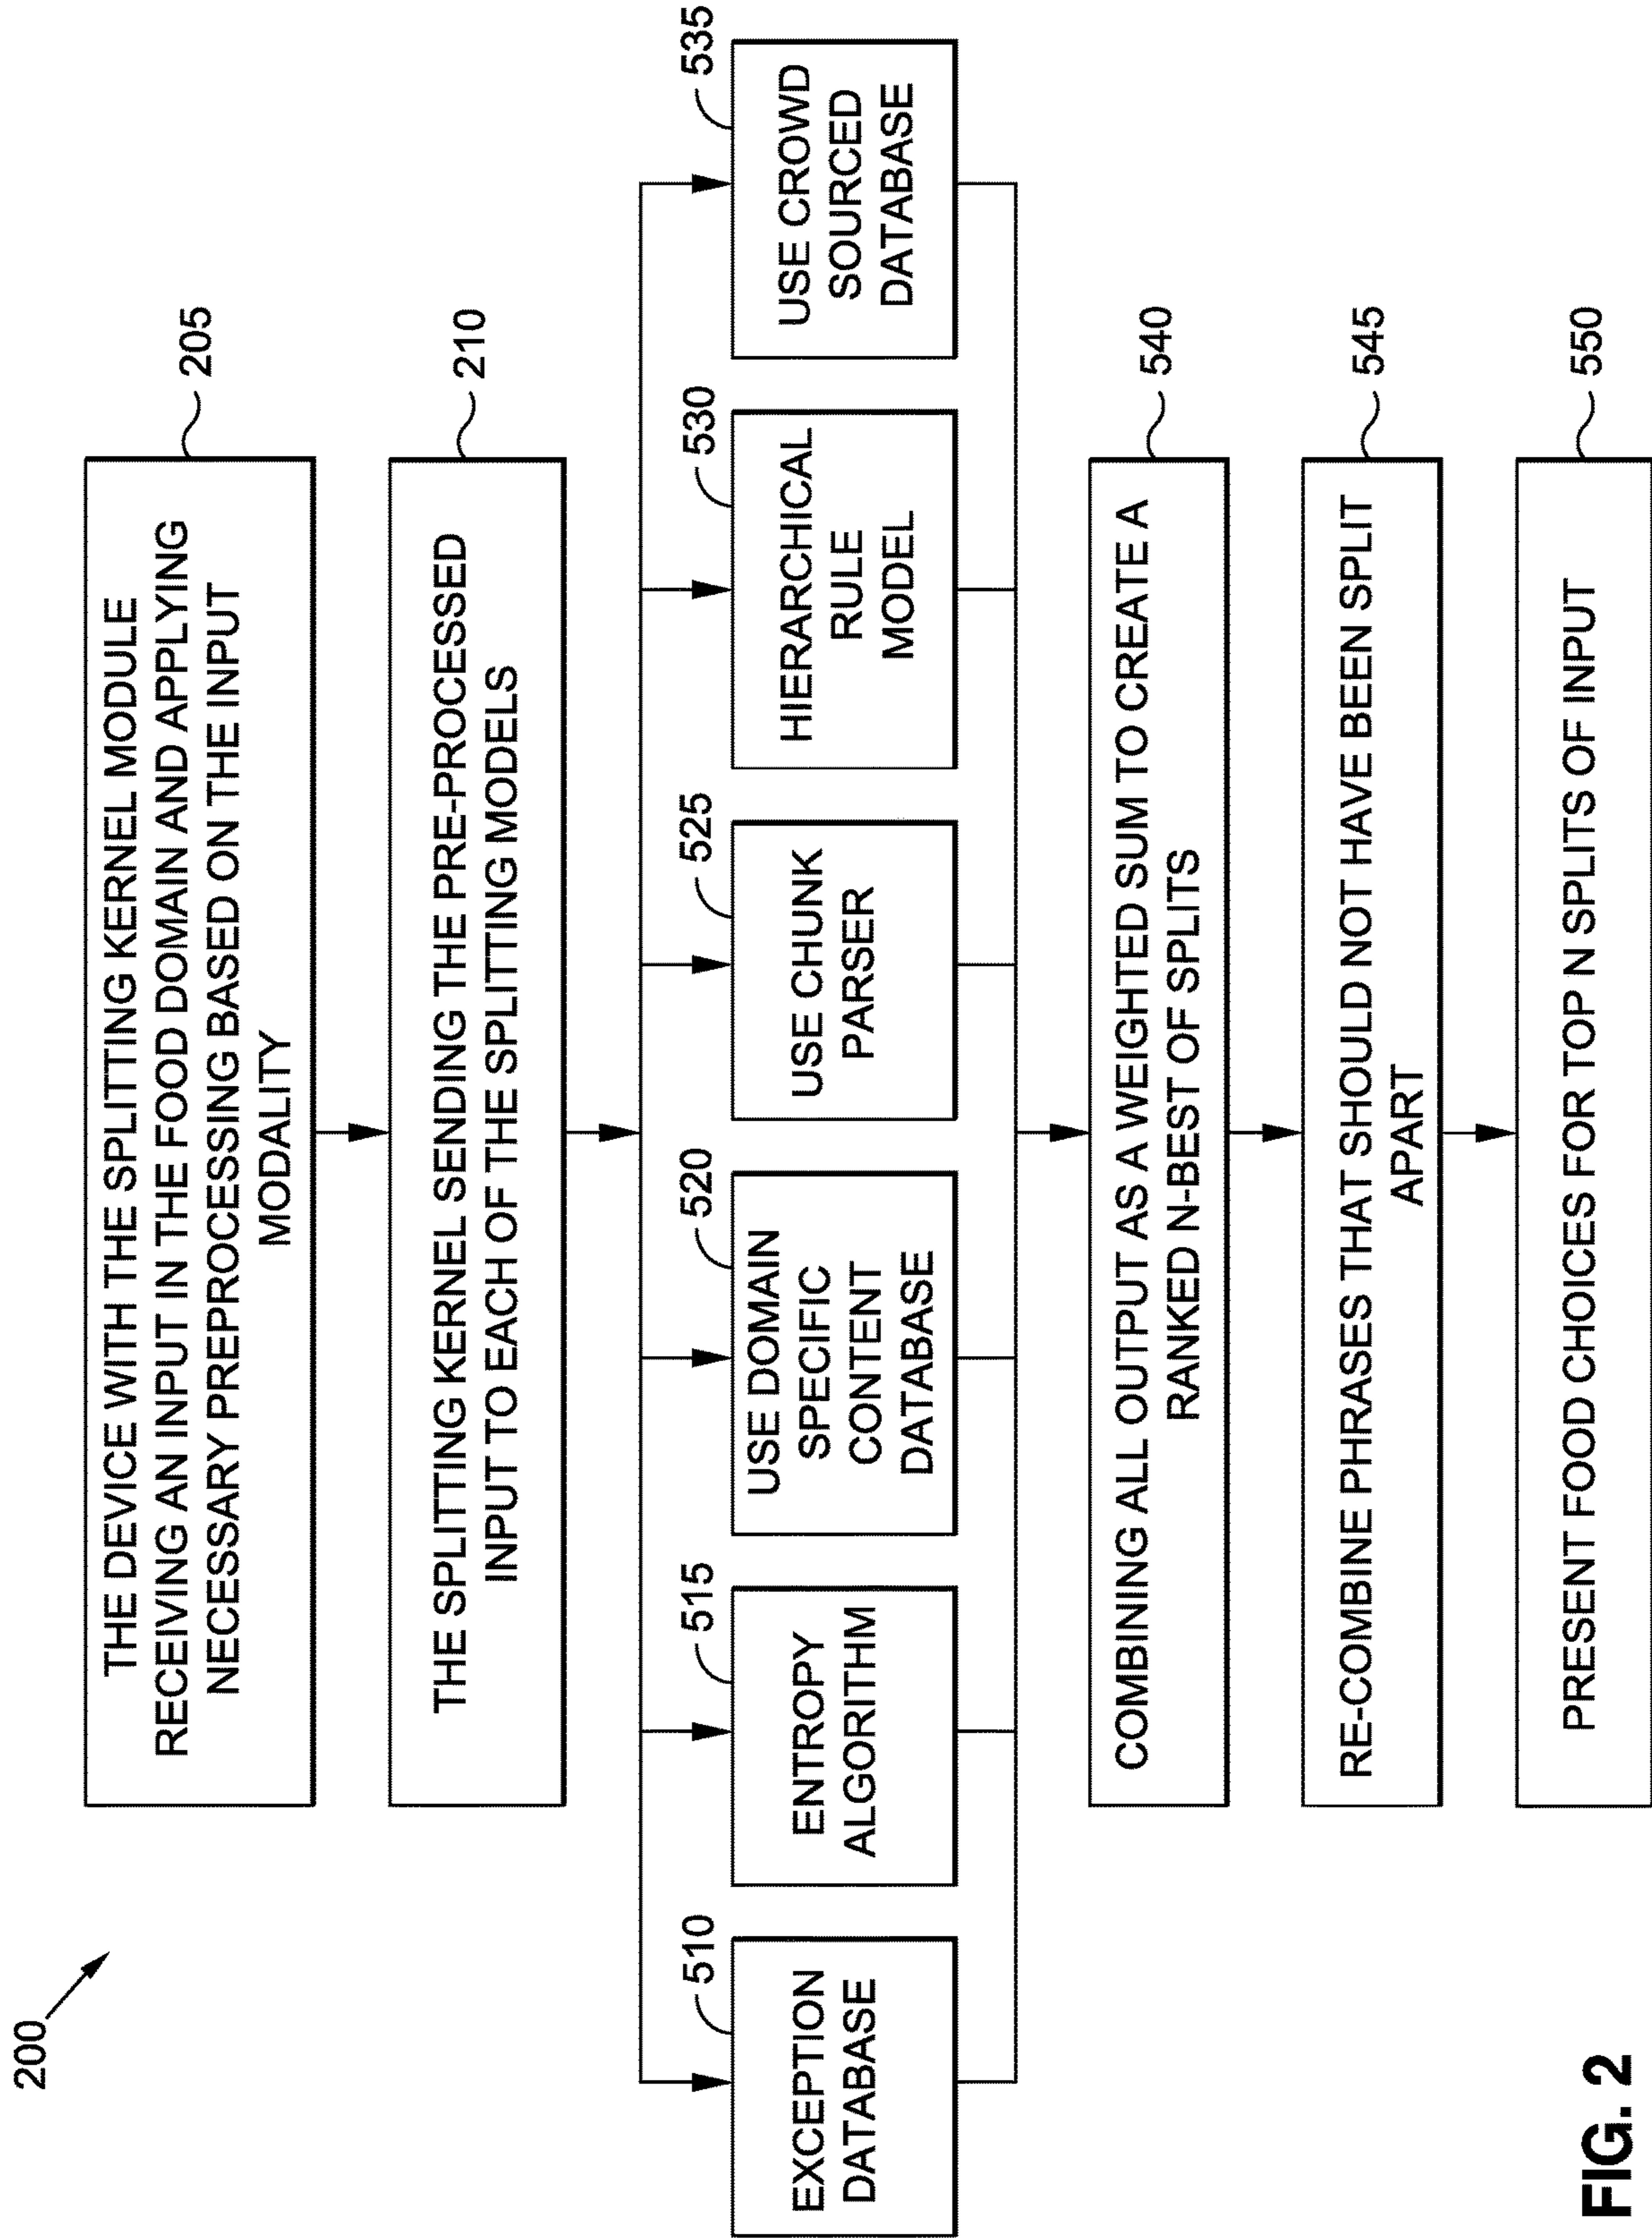 200
THE DEVICE WITH THE SPLITTING KERNEL MODULE
RECEIVING AN INPUT IN THE FOOD DOMAIN AND APPLYING
NECESSARY PREPROCESSING BASED ON THE INPUT
MODALITY
205
THE SPLITTING KERNEL SENDING THE PRE-PROCESSED
INPUT TO EACH OF THE SPLITTING MODELS
210
EXCEPTION
DATABASE
510
ENTROPY
ALGORITHM
515
USE DOMAIN
SPECIFIC
CONTENT
DATABASE
520
USE CHUNK
PARSER
525
HIERARCHICAL
RULE
MODEL
530
USE CROWD
SOURCED
DATABASE
535
COMBINING ALL OUTPUT AS A WEIGHTED SUM TO CREATE A
RANKED N-BEST OF SPLITS
540
RE-COMBINE PHRASES THAT SHOULD NOT HAVE BEEN SPLIT
APART
545
PRESENT FOOD CHOICES FOR TOP N SPLITS OF INPUT
550
FIG. 2